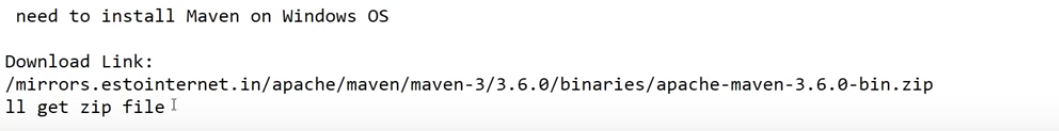 need to install Maven on Windows OS
Download Link:
/mirrors.estointernet.in/apache/maven/maven-3/3.6.0/binaries/apache-maven-3.6.0-bin.zip
ll get zip file